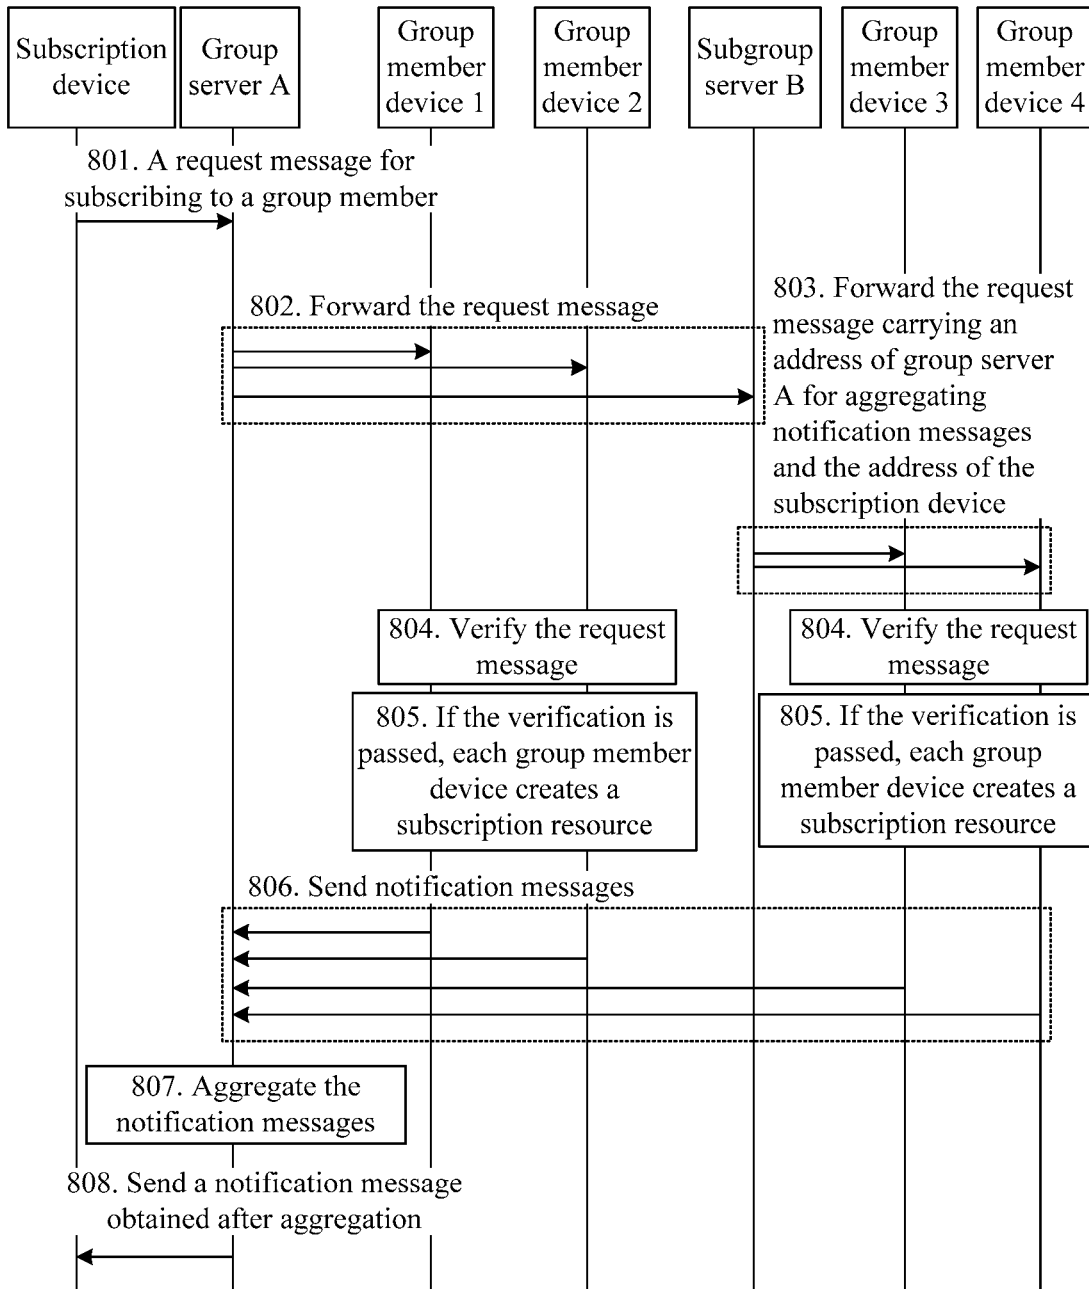 Subscription
device
Group
server A
Group
member
device 1
Group
member
device 2
Subgroup
server B
Group
member
device 3
Group
member
device 4
801. A request message for
subscribing to a group member
802. Forward the request message
803. Forward the request
message carrying an
address of group server
A for aggregating
notification messages
and the address of the
subscription device
804. Verify the request
message
804. Verify the request
message
805. If the verification is
passed, each group member
device creates a
subscription resource
805. If the verification is
passed, each group
member device creates a
subscription resource
806. Send notification messages
807. Aggregate the
notification messages
808. Send a notification message
obtained after aggregation